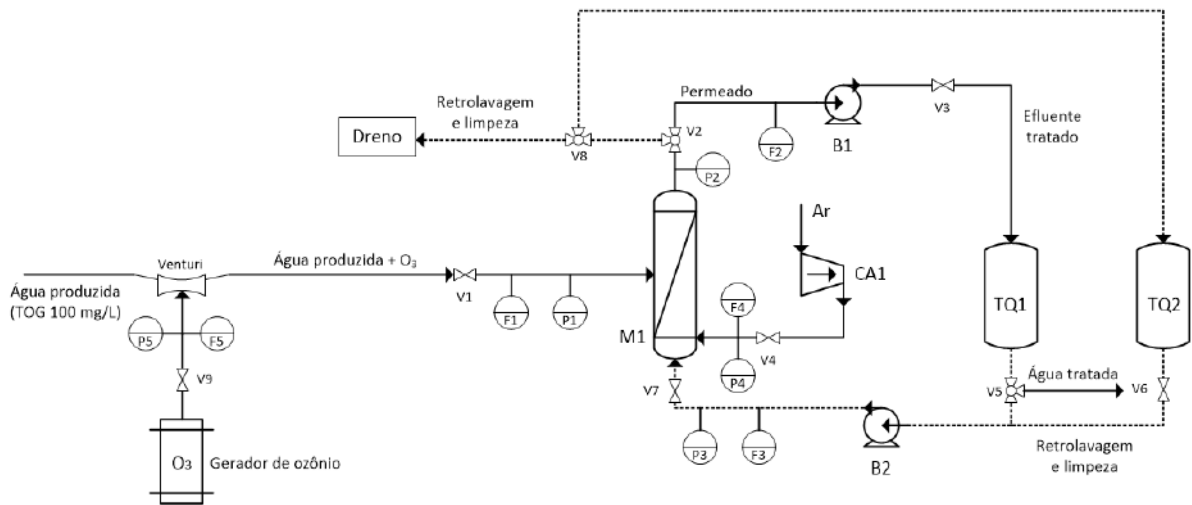 Retrolavagem
e limpeza
Dreno
V8
V2
P2
Permeado
F2
B1
V3
Efluente
tratado
Ar
CA1
Venturi
Água produzida
(TOG 100 mg/L)
Água produzida + O₃
V1
F1
P1
M1
F4
P4
V4
TQ1
TQ2
P5
F5
V9
O₃
Gerador de ozônio
V7
P3
F3
B2
V5
Água tratada
V6
Retrolavagem
e limpeza